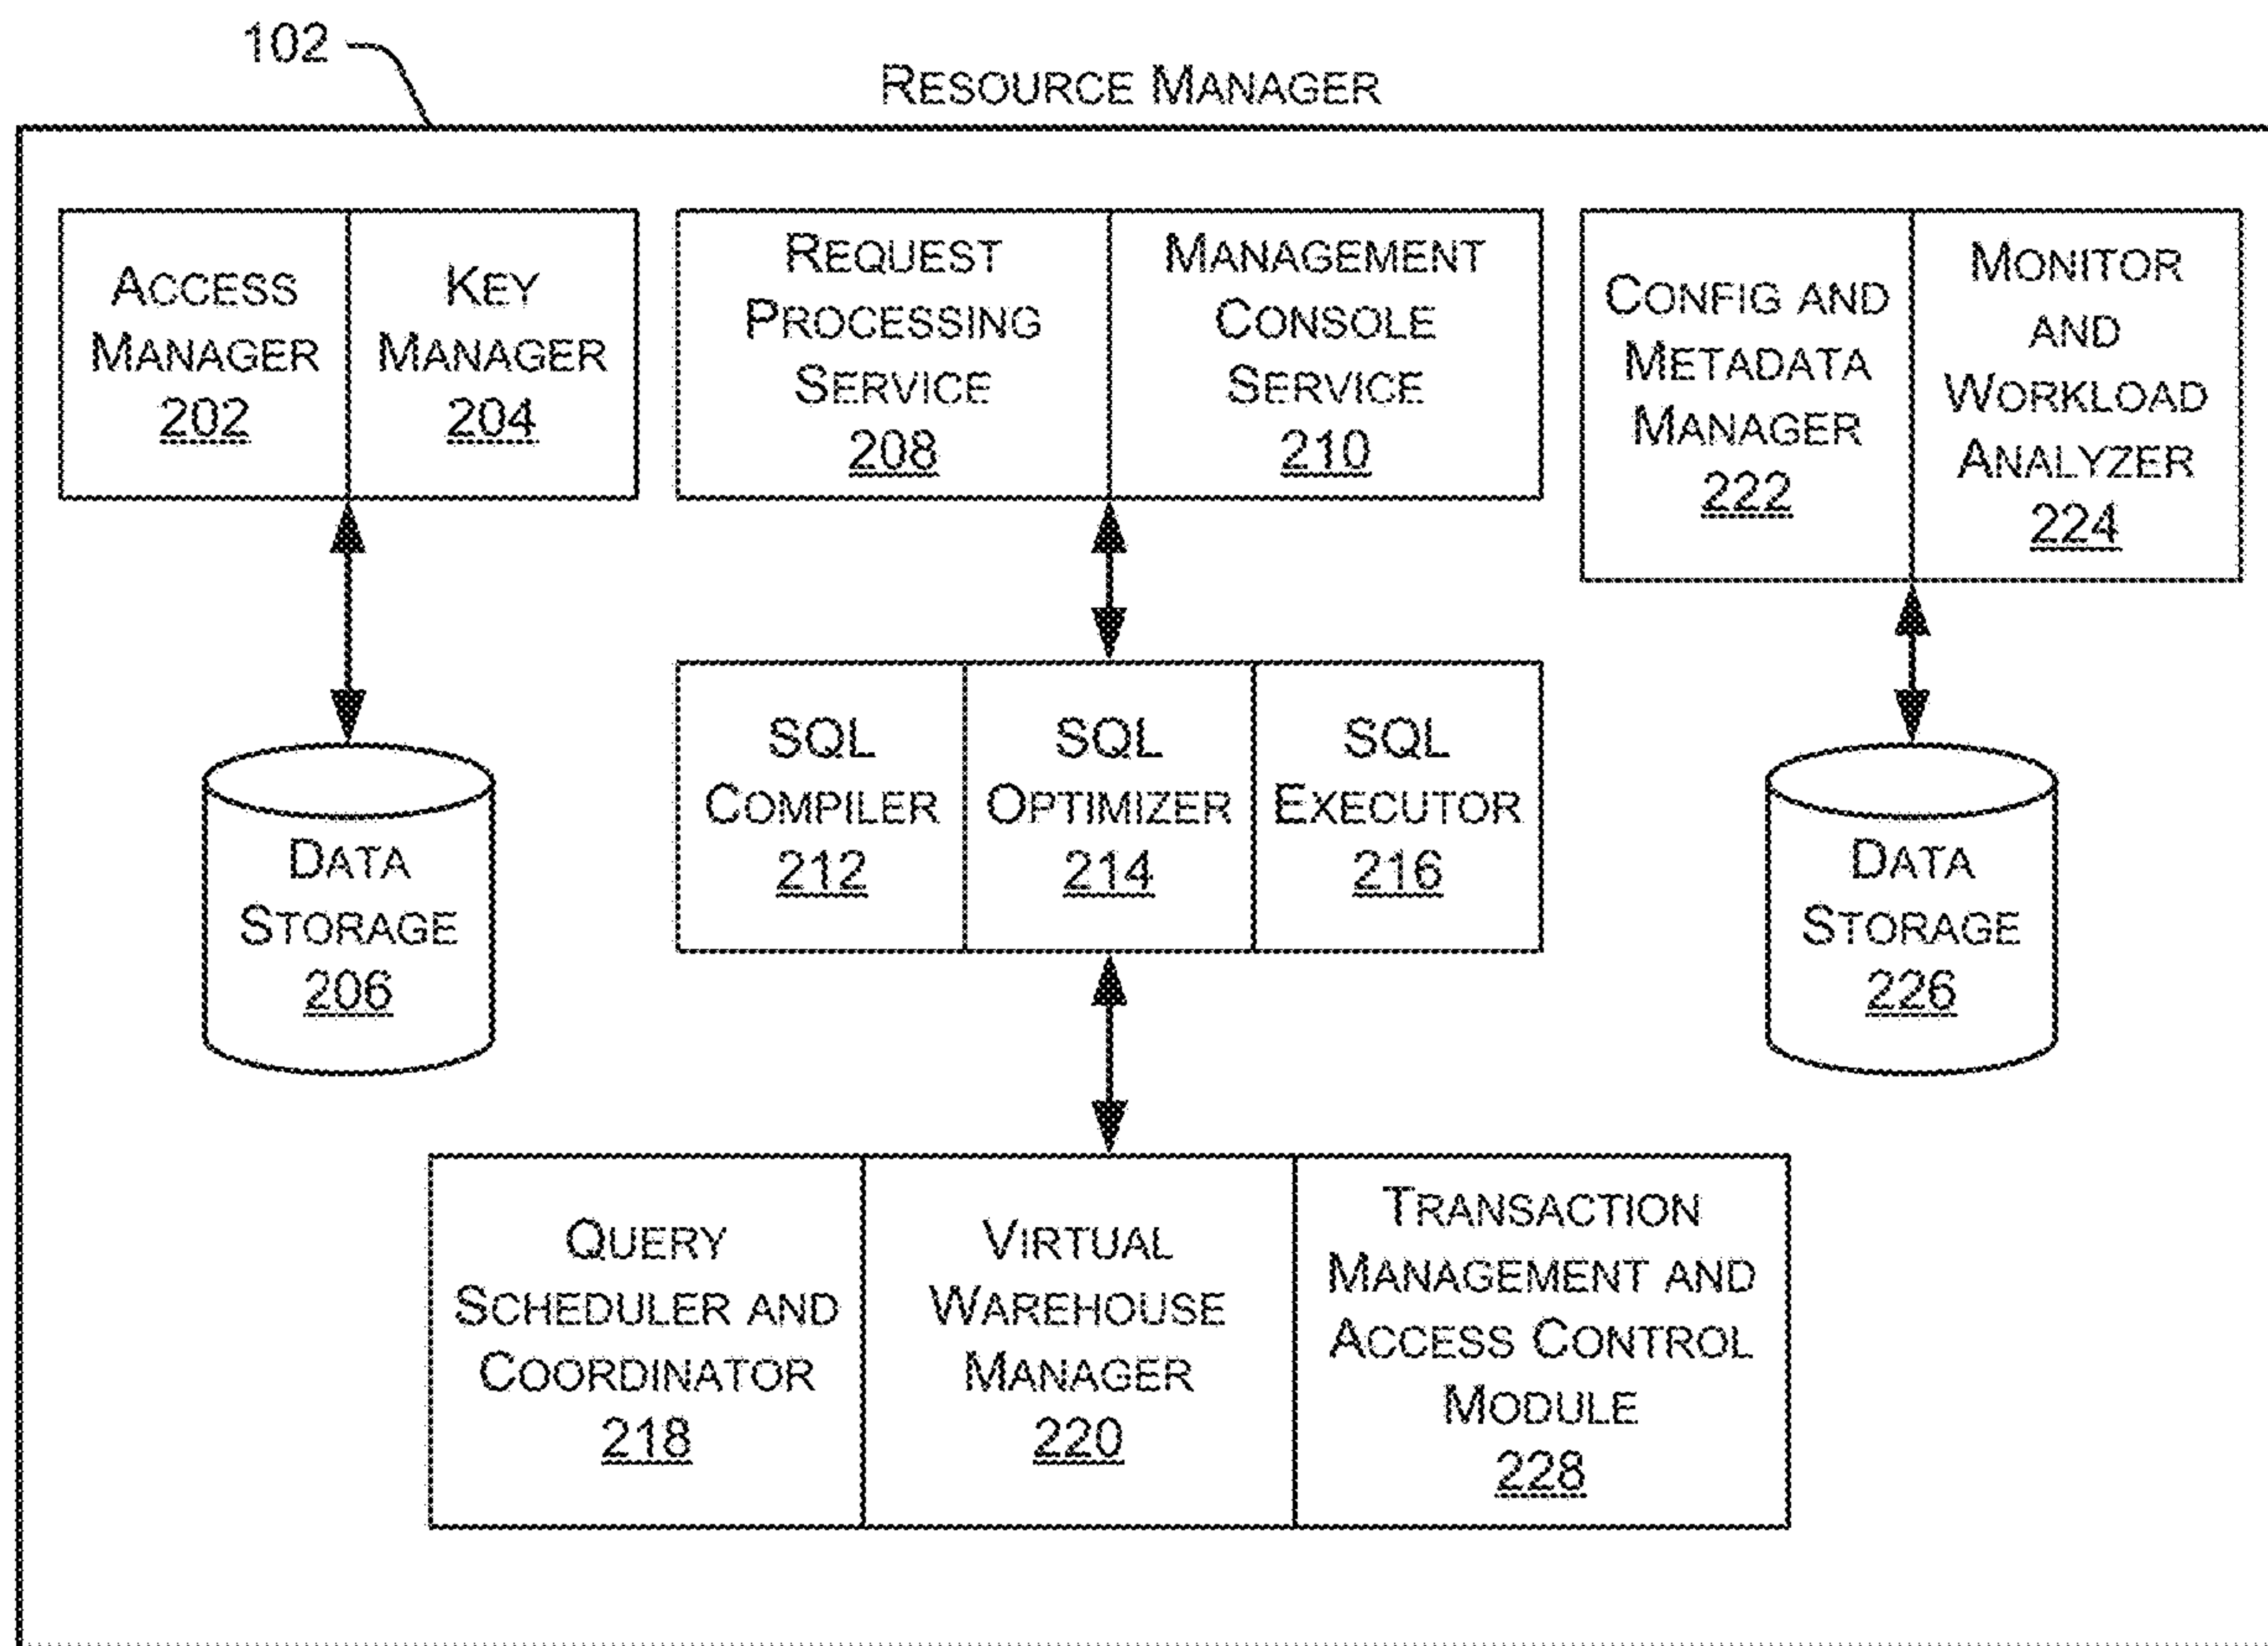 102
RESOURCE MANAGER
ACCESS
MANAGER
202
KEY
MANAGER
204
REQUEST
PROCESSING
SERVICE
208
MANAGEMENT
CONSOLE
SERVICE
210
CONFIG AND
METADATA
MANAGER
222
MONITOR
AND
WORKLOAD
ANALYZER
224
DATA
STORAGE
206
SQL
COMPILER
212
SQL
OPTIMIZER
214
SQL
EXECUTOR
216
DATA
STORAGE
226
QUERY
SCHEDULER AND
COORDINATOR
218
VIRTUAL
WAREHOUSE
MANAGER
220
TRANSACTION
MANAGEMENT AND
ACCESS CONTROL
MODULE
228